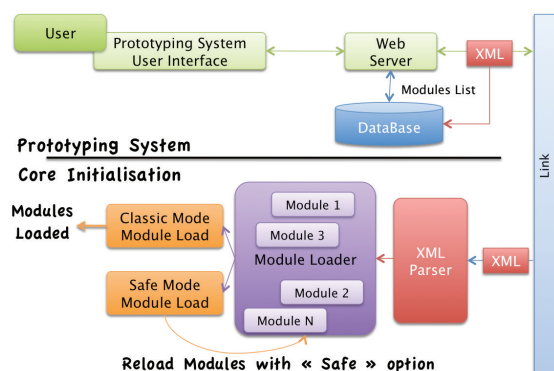 User
Prototyping System
User Interface
Web
Server
XML
Modules List
DataBase
Link
Prototyping System
Core Initialisation
Modules
Loaded
Classic Mode
Module Load
Safe Mode
Module Load
Module 1
Module 3
Module Loader
Module 2
Module N
XML
Parser
XML
Reload Modules with « Safe » option